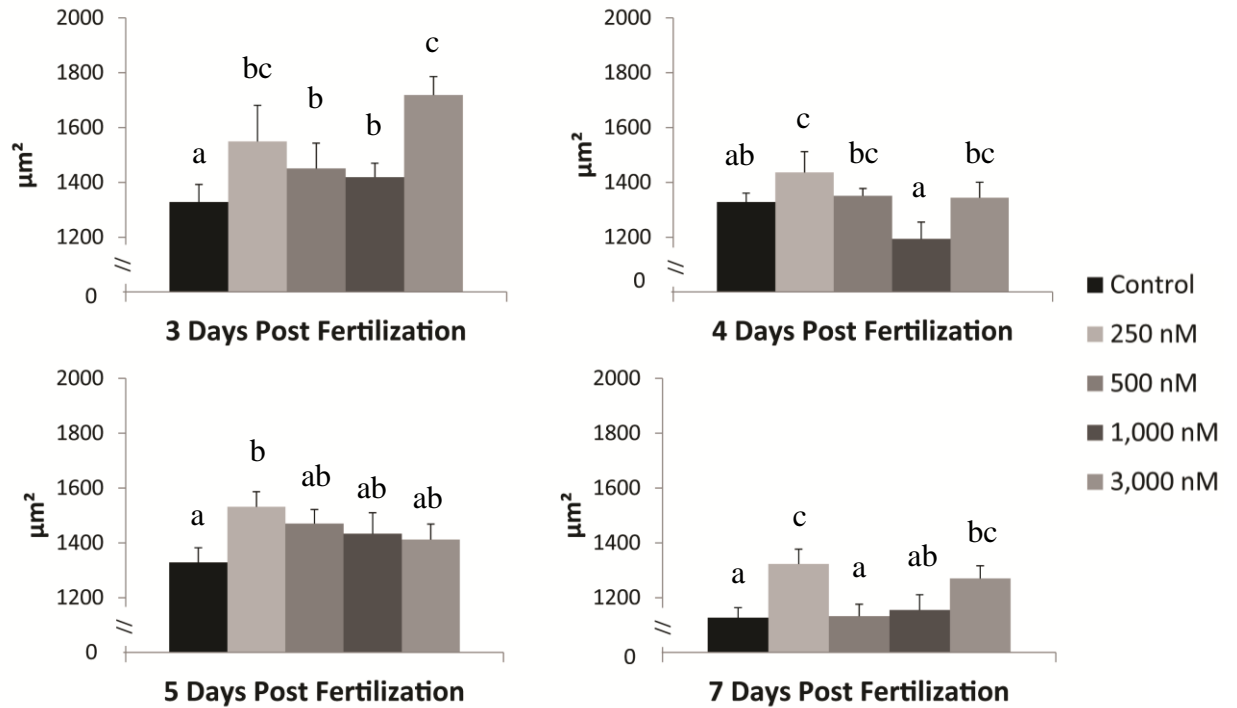 2000
1800
1600
1400
1200
0
µm²
a
bc
b
b
c
3 Days Post Fertilization
2000
1800
1600
1400
1200
0
µm²
ab
c
bc
a
bc
4 Days Post Fertilization
2000
1800
1600
1400
1200
0
µm²
a
b
ab
ab
ab
5 Days Post Fertilization
2000
1800
1600
1400
1200
0
µm²
a
c
a
ab
bc
7 Days Post Fertilization
Control
250 nM
500 nM
1,000 nM
3,000 nM